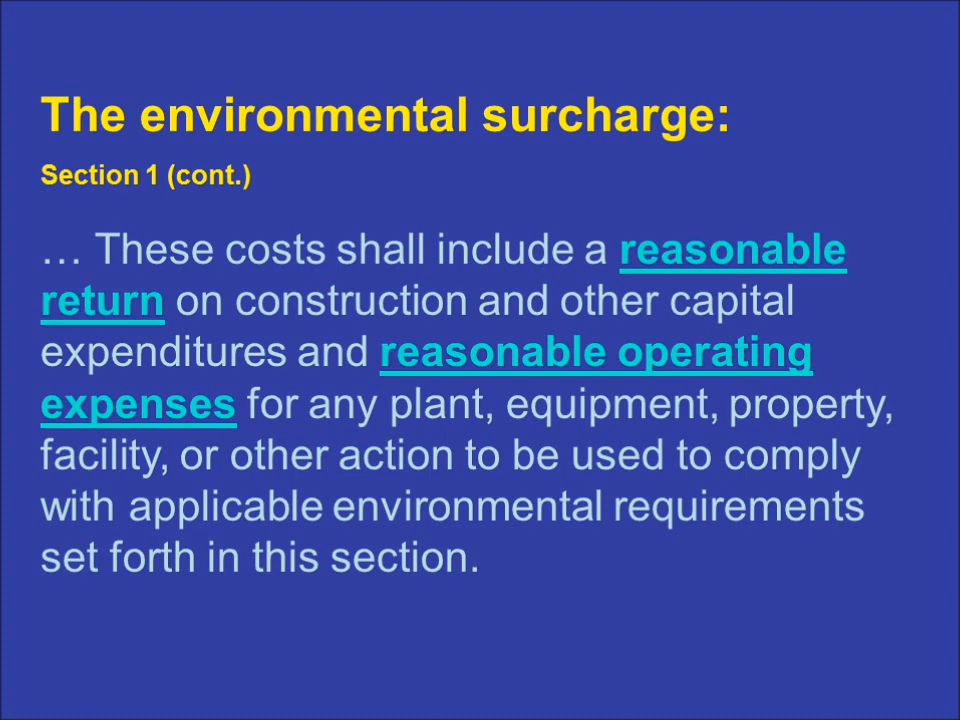 The environmental surcharge:
Section 1 (cont.)
… These costs shall include a reasonable
return on construction and other capital
expenditures and reasonable operating
expenses for any plant, equipment, property,
facility, or other action to be used to comply
with applicable environmental requirements
set forth in this section.